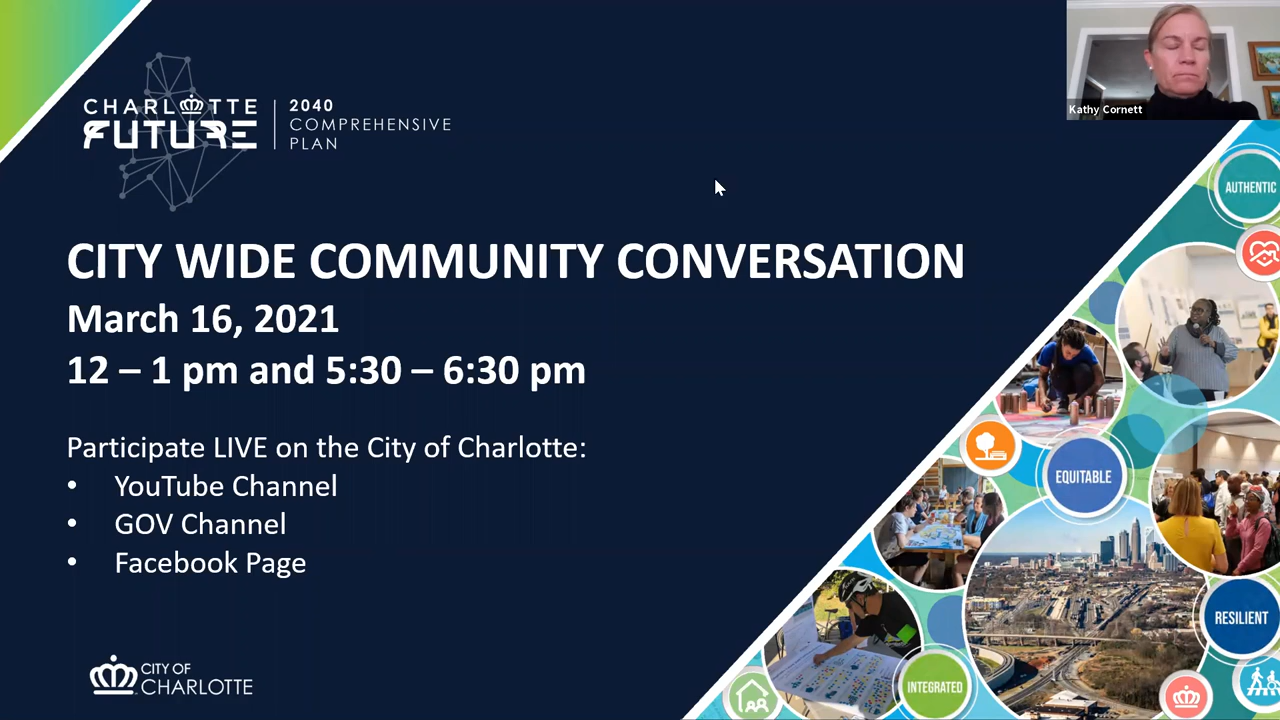 CHARLOTTE
FUTURE
2040
COMPREHENSIVE
PLAN
Kathy Cornett
AUTHENTIC
CITY WIDE COMMUNITY CONVERSATION
March 16, 2021
12 – 1 pm and 5:30 – 6:30 pm
Participate LIVE on the City of Charlotte:
• YouTube Channel
• GOV Channel
• Facebook Page
EQUITABLE
RESILIENT
INTEGRATED
CITY OF
CHARLOTTE